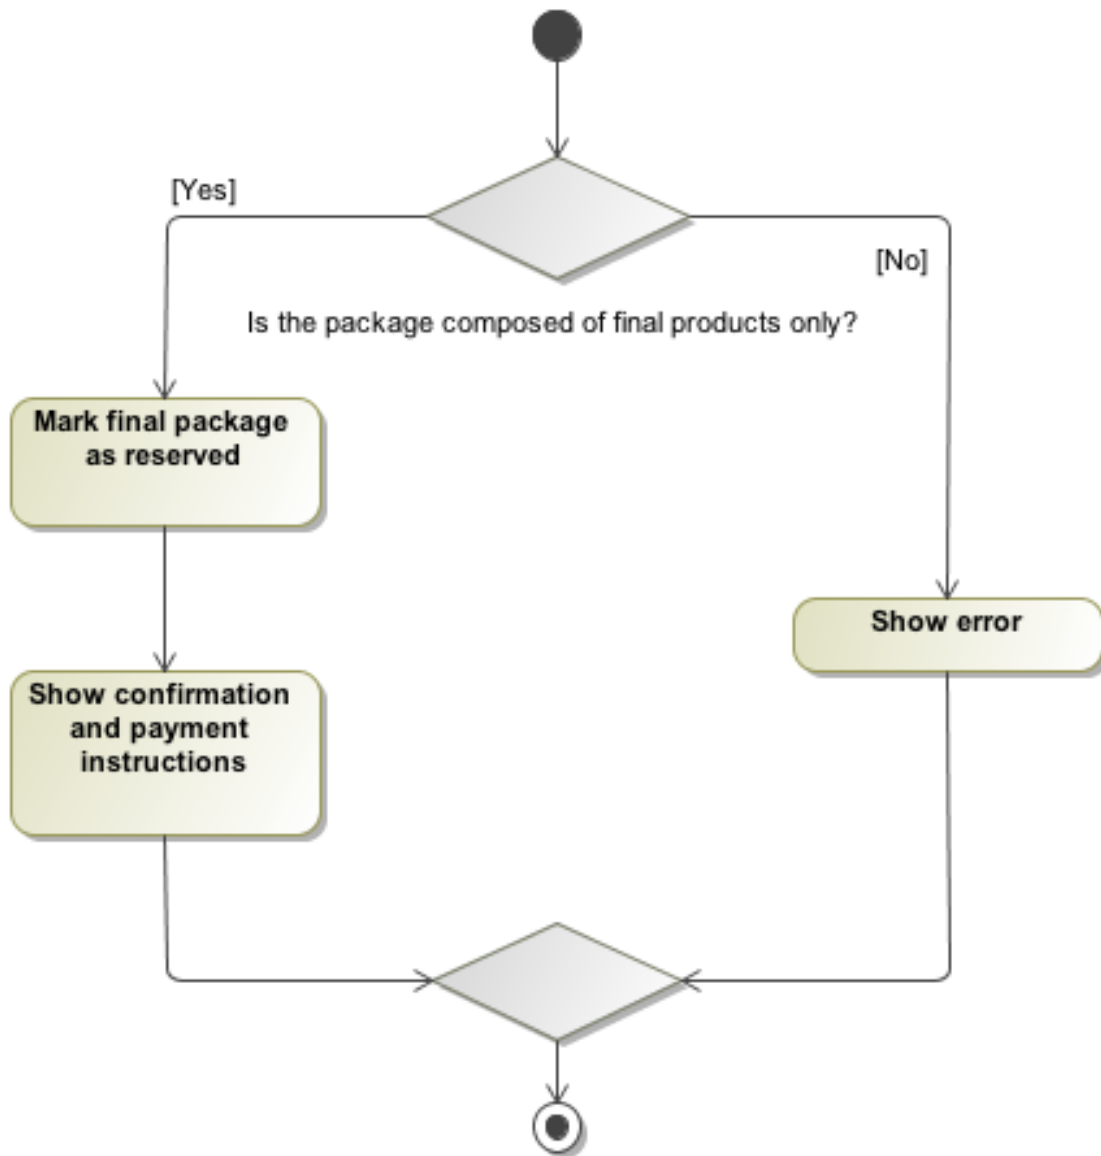 [Yes]
[No]
Is the package composed of final products only?
Mark final package
as reserved
Show error
Show confirmation
and payment
instructions